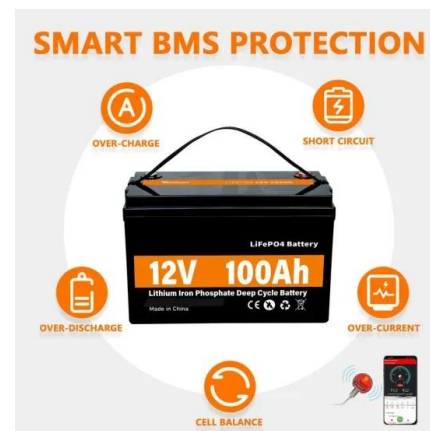 SMART BMS PROTECTION
A
OVER-CHARGE
SHORT CIRCUIT
LiFePO4 Battery
12V 100Ah
Lithium Iron Phosphate Deep Cycle Battery
Made in China
CE
OVER-DISCHARGE
OVER-CURRENT
CELL BALANCE